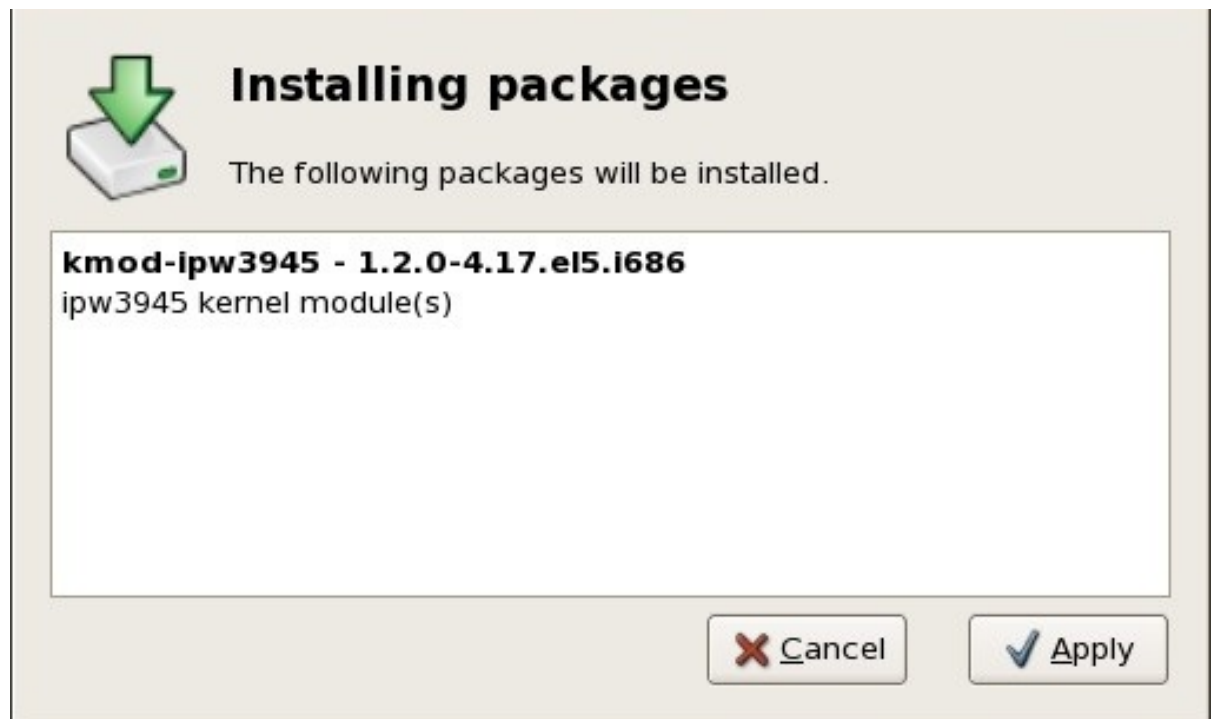 Installing packages
The following packages will be installed.
kmod-ipw3945 - 1.2.0-4.17.el5.i686
ipw3945 kernel module(s)
Cancel
Apply